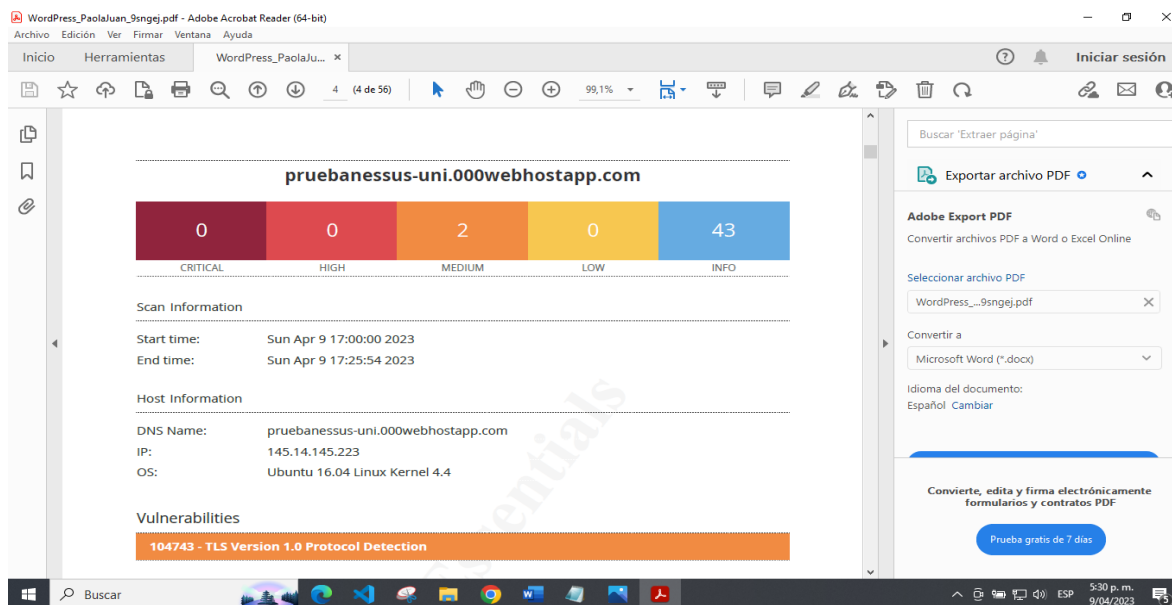 WordPress_PaolaJuan_9sngej.pdf - Adobe Acrobat Reader (64-bit)
Archivo Edición Ver Firmar Ventana Ayuda
Inicio Herramientas WordPress_PaolaJu... × Iniciar sesión
4 (4 de 56) 99,1%
pruebanessus-uni.000webhostapp.com
0 0 2 0 43
CRITICAL HIGH MEDIUM LOW INFO
Scan Information
Start time: Sun Apr 9 17:00:00 2023
End time: Sun Apr 9 17:25:54 2023
Host Information
DNS Name: pruebanessus-uni.000webhostapp.com
IP: 145.14.145.223
OS: Ubuntu 16.04 Linux Kernel 4.4
Vulnerabilities
104743 - TLS Version 1.0 Protocol Detection
Essentials
Buscar 'Extraer página'
Exportar archivo PDF
Adobe Export PDF
Convertir archivos PDF a Word o Excel Online
Seleccionar archivo PDF
WordPress_...9sngej.pdf
Convertir a
Microsoft Word (*.docx)
Idioma del documento:
Español Cambiar
Convierte, edita y firma electrónicamente
formularios y contratos PDF
Prueba gratis de 7 días
Buscar
ESP
5:30 p. m.
9/04/2023